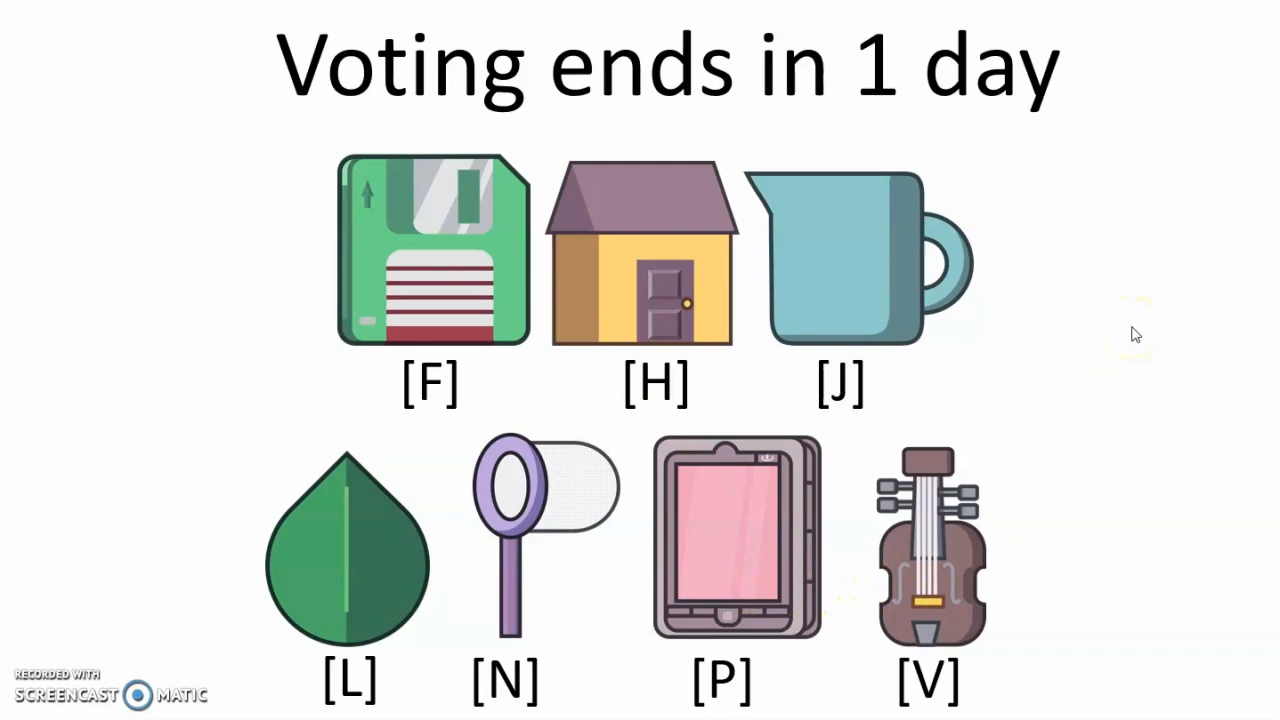 Voting ends in 1 day
[F] [H] [J]
[L] [N] [P] [V]
RECORDED WITH
SCREENCAST MATIC